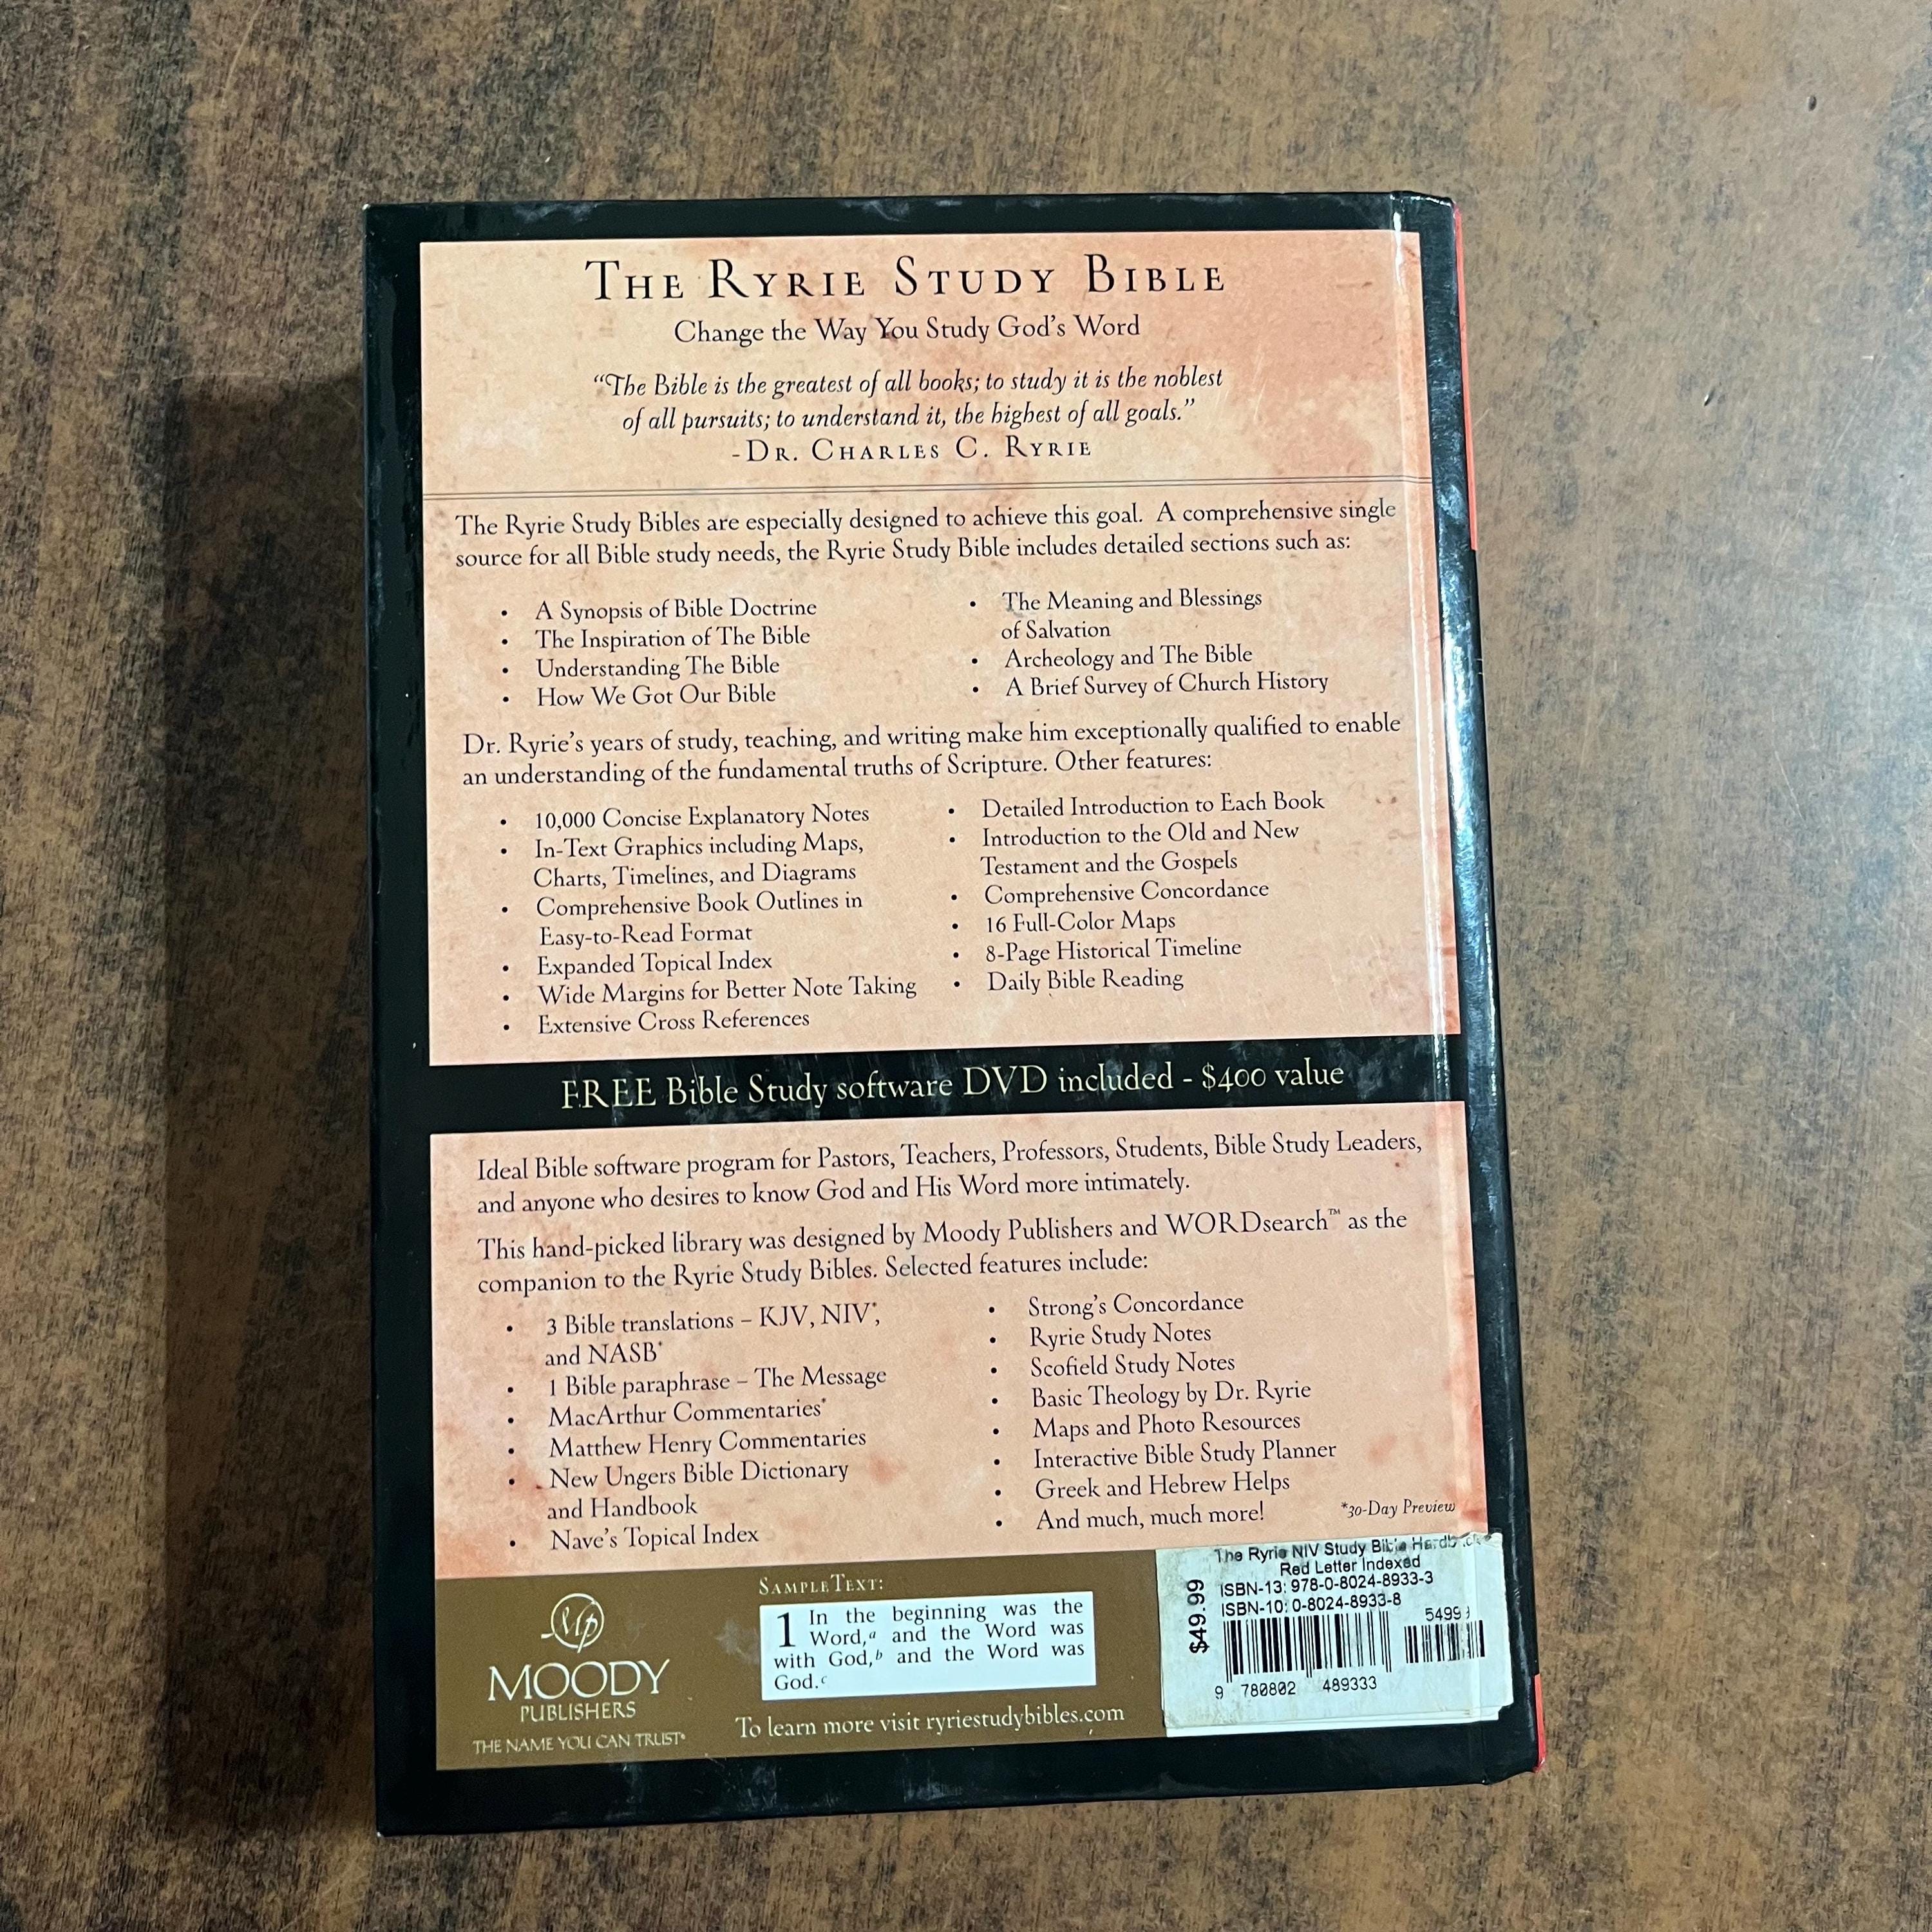 THE RYRIE STUDY BIBLE
Change the Way You Study God's Word
"The Bible is the greatest of all books; to study it is the noblest
of all pursuits; to understand it, the highest of all goals."
-DR. CHARLES C. RYRIE
The Ryrie Study Bibles are especially designed to achieve this goal. A comprehensive single
source for all Bible study needs, the Ryrie Study Bible includes detailed sections such as:
• A Synopsis of Bible Doctrine
• The Inspiration of The Bible
• Understanding The Bible
• How We Got Our Bible
• The Meaning and Blessings
of Salvation
• Archeology and The Bible
• A Brief Survey of Church History
Dr. Ryrie's years of study, teaching, and writing make him exceptionally qualified to enable
an understanding of the fundamental truths of Scripture. Other features:
• 10,000 Concise Explanatory Notes
• In-Text Graphics including Maps,
Charts, Timelines, and Diagrams
• Comprehensive Book Outlines in
Easy-to-Read Format
• Expanded Topical Index
• Wide Margins for Better Note Taking
• Extensive Cross References
• Detailed Introduction to Each Book
• Introduction to the Old and New
Testament and the Gospels
• Comprehensive Concordance
• 16 Full-Color Maps
• 8-Page Historical Timeline
• Daily Bible Reading
FREE Bible Study software DVD included - $400 value
Ideal Bible software program for Pastors, Teachers, Professors, Students, Bible Study Leaders,
and anyone who desires to know God and His Word more intimately.
This hand-picked library was designed by Moody Publishers and WORDsearch™ as the
companion to the Ryrie Study Bibles. Selected features include:
• 3 Bible translations – KJV, NIV*,
and NASB*
• 1 Bible paraphrase – The Message
• MacArthur Commentaries*
• Matthew Henry Commentaries
• New Ungers Bible Dictionary
and Handbook
• Nave's Topical Index
• Strong's Concordance
• Ryrie Study Notes
• Scofield Study Notes
• Basic Theology by Dr. Ryrie
• Maps and Photo Resources
• Interactive Bible Study Planner
• Greek and Hebrew Helps
• And much, much more!
*30-Day Preview
Mp
MOODY
PUBLISHERS
THE NAME YOU CAN TRUST®
SAMPLE TEXT:
1 In the beginning was the
Word,a and the Word was
with God,b and the Word was
God.c
To learn more visit ryriestudybibles.com
The Ryrie NIV Study Bible
Red Letter Indexed
ISBN-13: 978-0-8024-8933-3
ISBN-10: 0-8024-8933-8
$49.99
54999
9 780802 489333